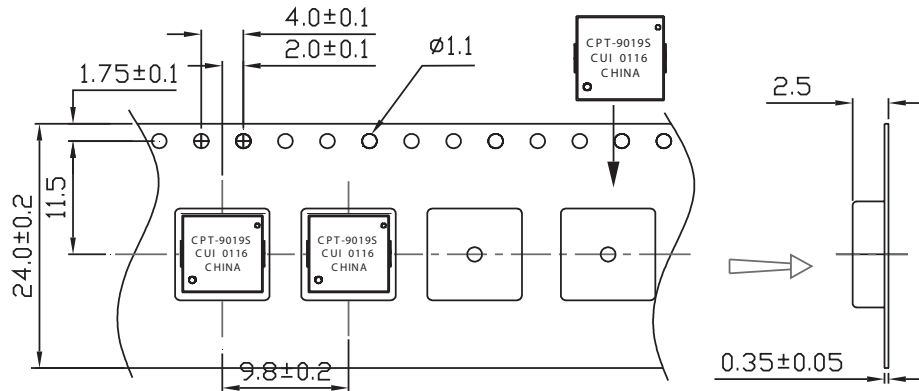 4.0±0.1
2.0±0.1
ø1.1
1.75±0.1
CPT-9019S
CUI 0116
CHINA
2.5
11.5
24.0±0.2
CPT-9019S
CUI 0116
CHINA
CPT-9019S
CUI 0116
CHINA
9.8±0.2
0.35±0.05